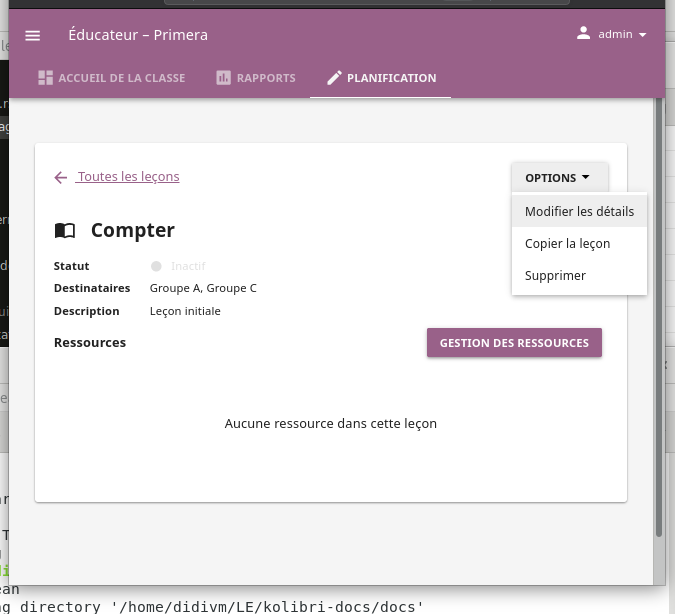 Éducateur – Primera
admin
ACCUEIL DE LA CLASSE
RAPPORTS
PLANIFICATION
Toutes les leçons
OPTIONS
Modifier les détails
Copier la leçon
Supprimer
Compter
Statut Inactif
Destinataires Groupe A, Groupe C
Description Leçon initiale
Ressources
GESTION DES RESSOURCES
Aucune ressource dans cette leçon
directory '/home/didivm/LE/kolibri-docs/docs'